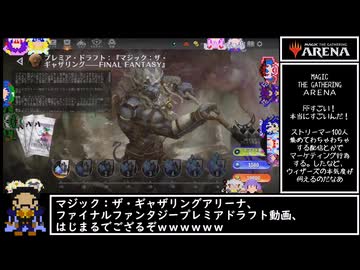 プレミア・ドラフト:『マジック:ザ・
ギャザリング——FINAL FANTASY』
MAGIC
THE GATHERING
ARENA
MAGIC
THE GATHERING
ARENA
FFすごい!
本当にすごいんだ!
ストリーマー100人
集めてわちゃわちゃ
する配信とかで
マーケティング行為
する。したなど、
ウィザーズの本気度が
伺えるのだなあ
マジック:ザ・ギャザリングアリーナ、
ファイナルファンタジープレミアドラフト動画、
はじまるでござるぞwwwwww